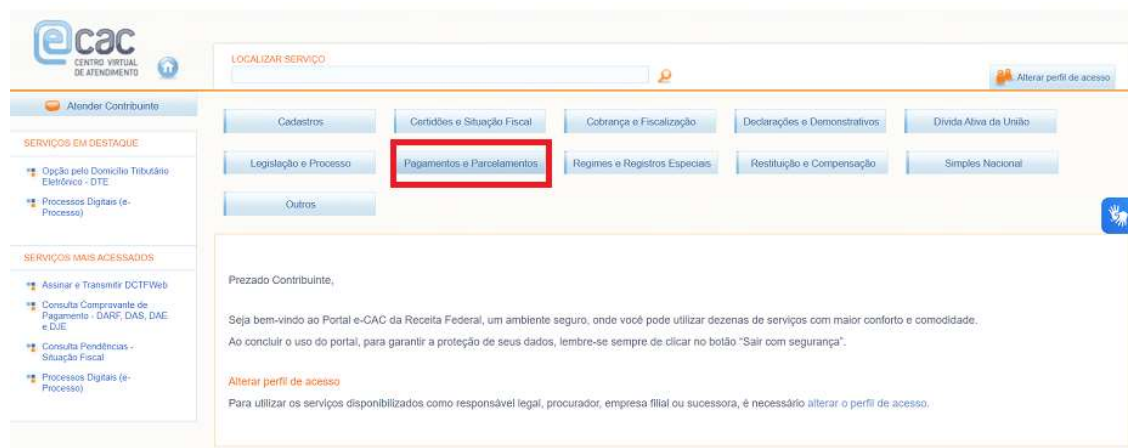 ecac
CENTRO VIRTUAL
DE ATENDIMENTO
LOCALIZAR SERVIÇO
Alterar perfil de acesso
Atender Contribuinte
SERVIÇOS EM DESTAQUE
Opção pelo Domicílio Tributário
Eletrônico - DTE
Processos Digitais (e-
Processo)
SERVIÇOS MAIS ACESSADOS
Assinar e Transmitir DCTFWeb
Consulta Comprovante de
Pagamento - DARF, DAS, DAE
e DJE
Consulta Pendências -
Situação Fiscal
Processos Digitais (e-
Processo)
Cadastros
Certidões e Situação Fiscal
Cobrança e Fiscalização
Declarações e Demonstrativos
Dívida Ativa da União
Legislação e Processo
Pagamentos e Parcelamentos
Regimes e Registros Especiais
Restituição e Compensação
Simples Nacional
Outros
Prezado Contribuinte,
Seja bem-vindo ao Portal e-CAC da Receita Federal, um ambiente seguro, onde você pode utilizar dezenas de serviços com maior conforto e comodidade.
Ao concluir o uso do portal, para garantir a proteção de seus dados, lembre-se sempre de clicar no botão “Sair com segurança”.
Alterar perfil de acesso
Para utilizar os serviços disponibilizados como responsável legal, procurador, empresa filial ou sucessora, é necessário alterar o perfil de acesso.